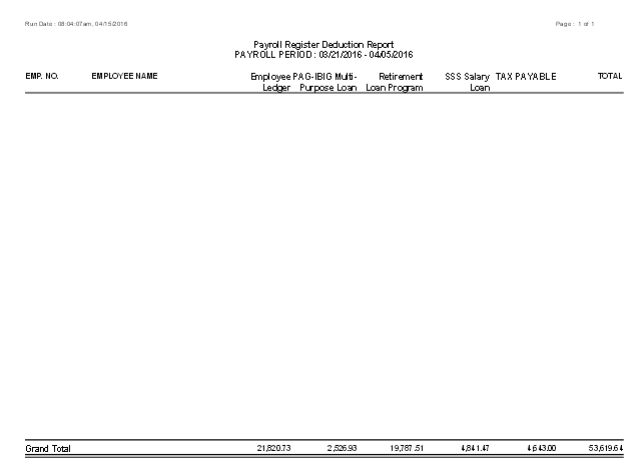 Run Date : 08:04:07am, 04/15/2016 Page : 1 of 1
Payroll Register Deduction Report
PAYROLL PERIOD : 03/21/2016 - 04/05/2016
EMP. NO. EMPLOYEE NAME Employee PAG-IBIG Multi- Retirement SSS Salary TAX PAYABLE TOTAL
Ledger Purpose Loan Loan Program Loan
Grand Total 21,820.73 2,526.93 19,787.51 4,841.47 4,643.00 53,619.64